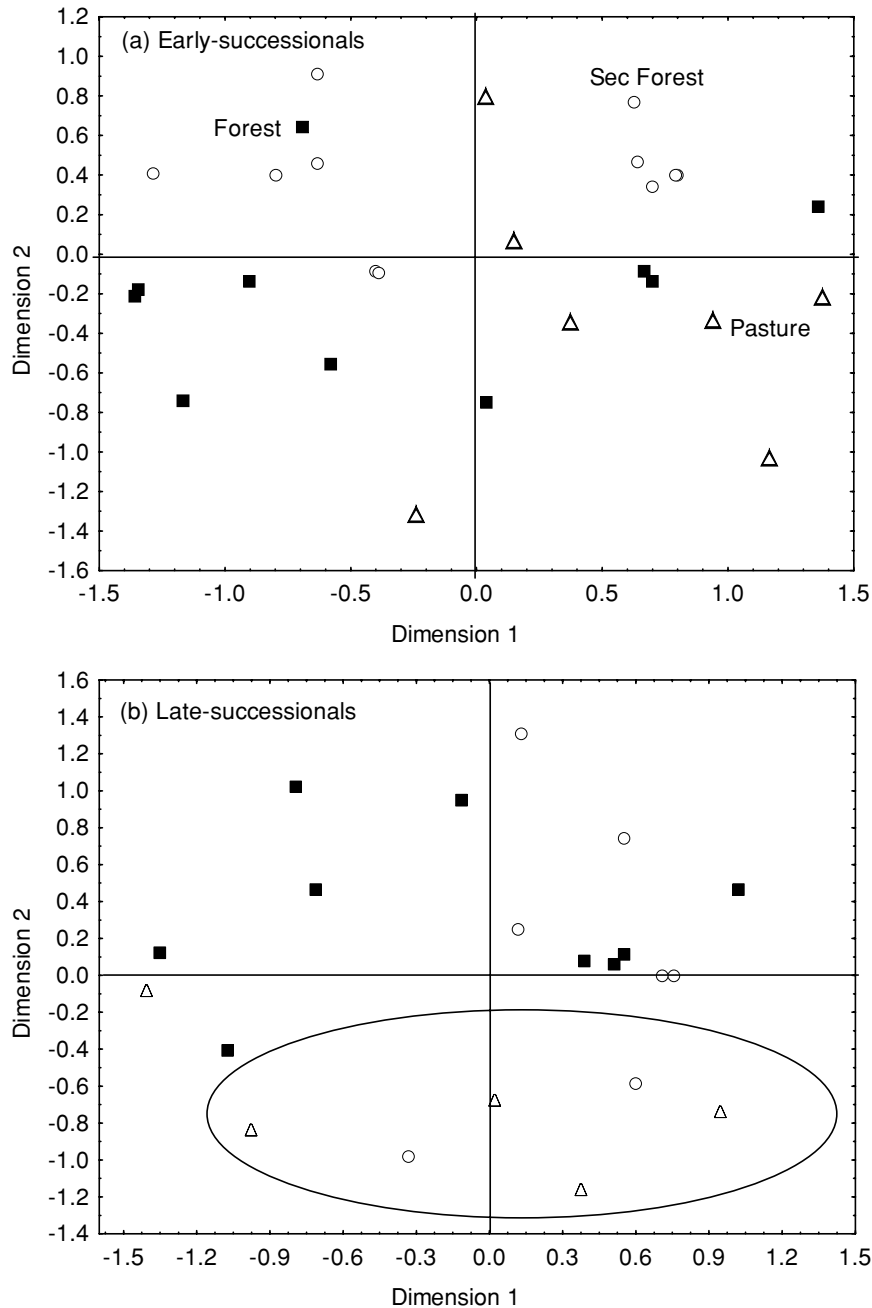 (a) Early-successionals
Sec Forest
Forest
Pasture
Dimension 2
1.2
1.0
0.8
0.6
0.4
0.2
0.0
-0.2
-0.4
-0.6
-0.8
-1.0
-1.2
-1.4
-1.6
-1.5 -1.0 -0.5 0.0 0.5 1.0 1.5
Dimension 1
(b) Late-successionals
Dimension 2
1.6
1.4
1.2
1.0
0.8
0.6
0.4
0.2
0.0
-0.2
-0.4
-0.6
-0.8
-1.0
-1.2
-1.4
-1.5 -1.2 -0.9 -0.6 -0.3 0.0 0.3 0.6 0.9 1.2 1.5
Dimension 1